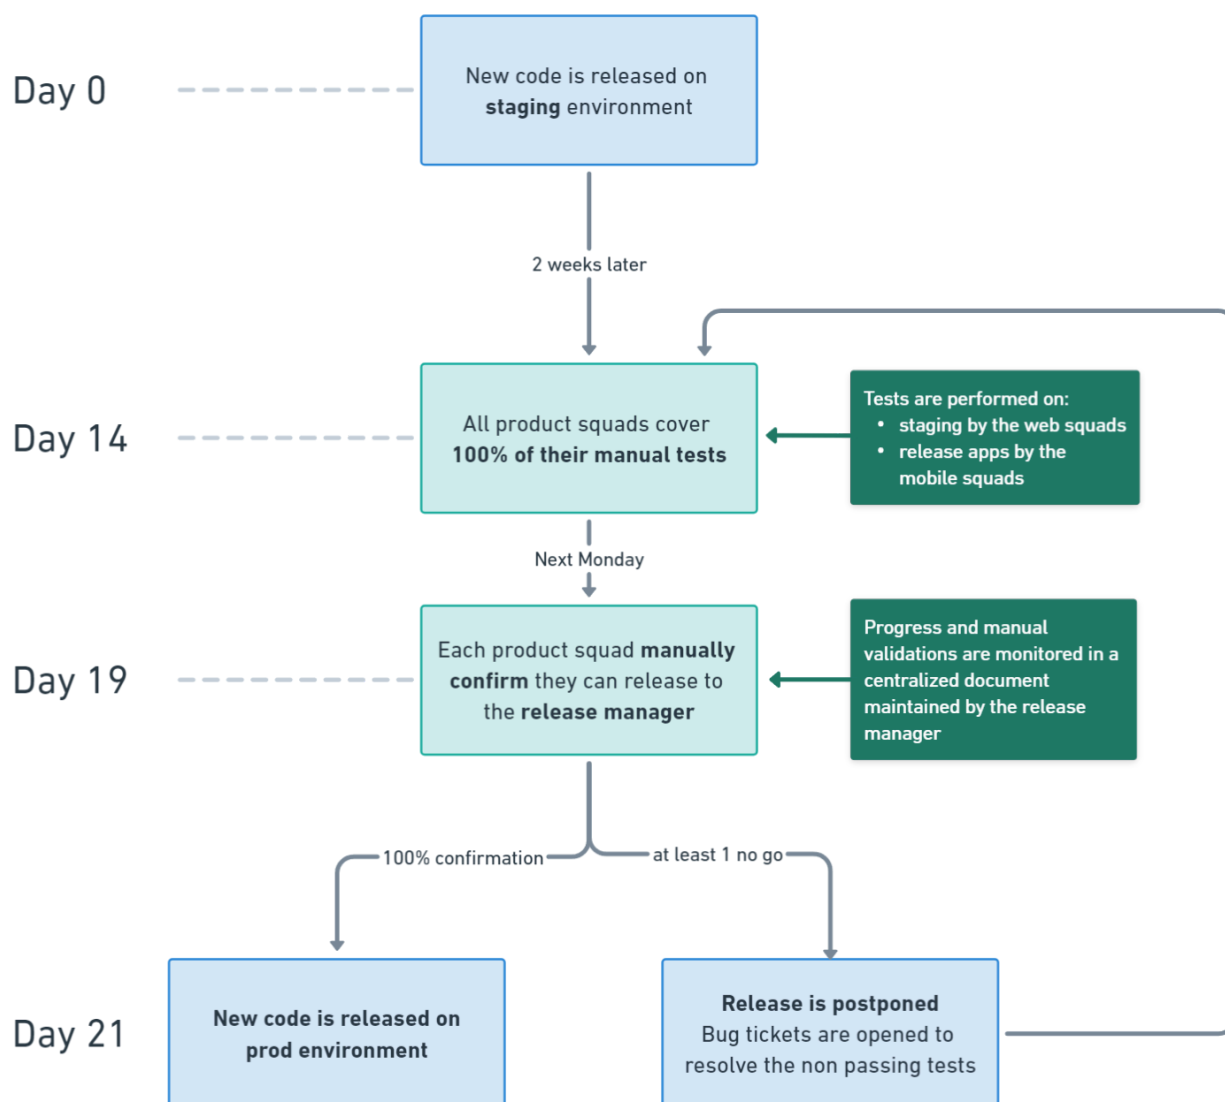 Day 0
New code is released on
staging environment
2 weeks later
Day 14
All product squads cover
100% of their manual tests
Tests are performed on:
• staging by the web squads
• release apps by the
mobile squads
Next Monday
Day 19
Each product squad manually
confirm they can release to
the release manager
Progress and manual
validations are monitored in a
centralized document
maintained by the release
manager
100% confirmation
at least 1 no go
Day 21
New code is released on
prod environment
Release is postponed
Bug tickets are opened to
resolve the non passing tests